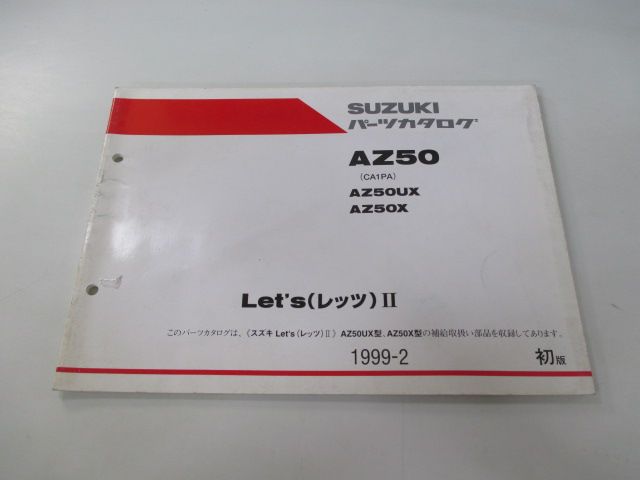 SUZUKI
パーツカタログ
AZ50
(CA1PA)
AZ50UX
AZ50X
Let's(レッツ)II
このパーツカタログは、《スズキ Let's(レッツ)II》AZ50UX型、AZ50X型の補給取扱い部品を収録してあります。
1999-2 初版